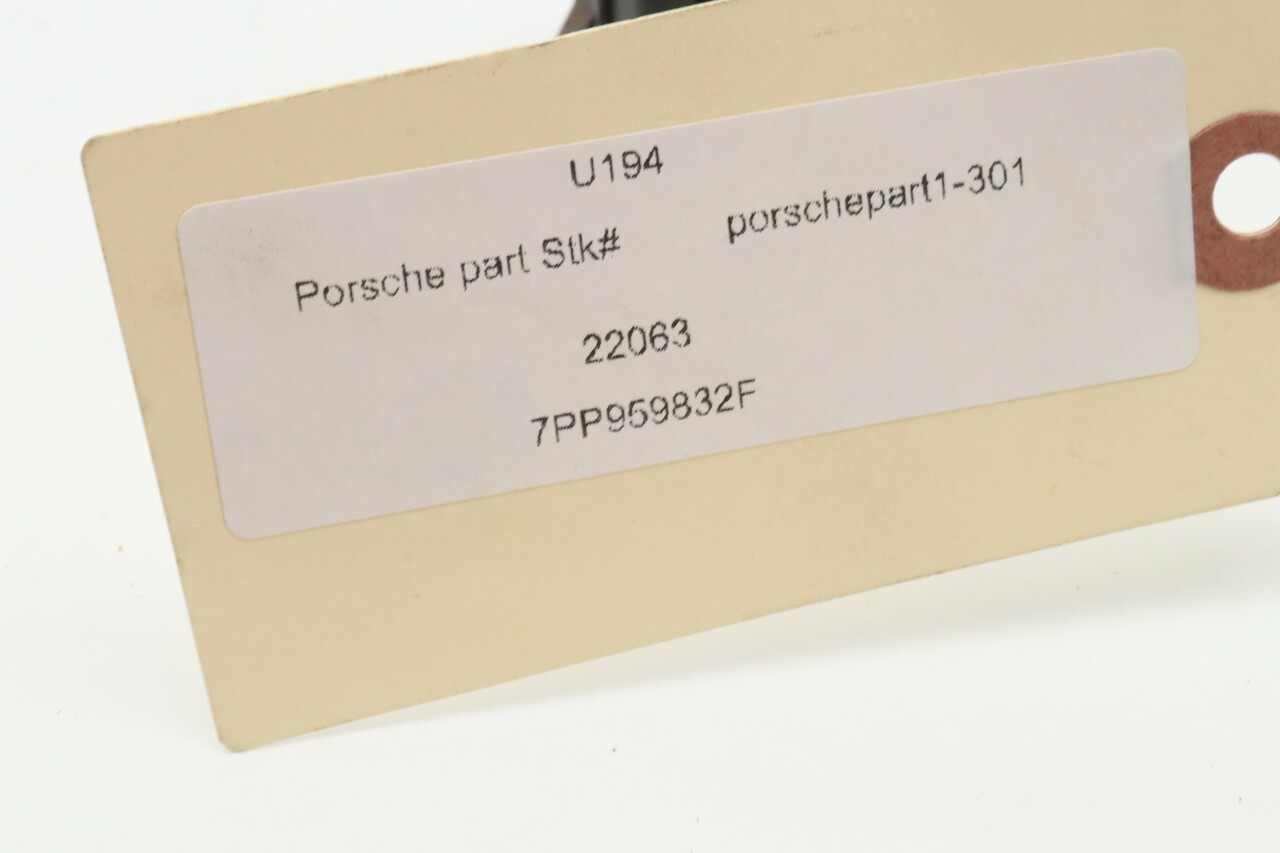 U194
Porsche part Stk# porschepart1-301
22063
7PP959832F